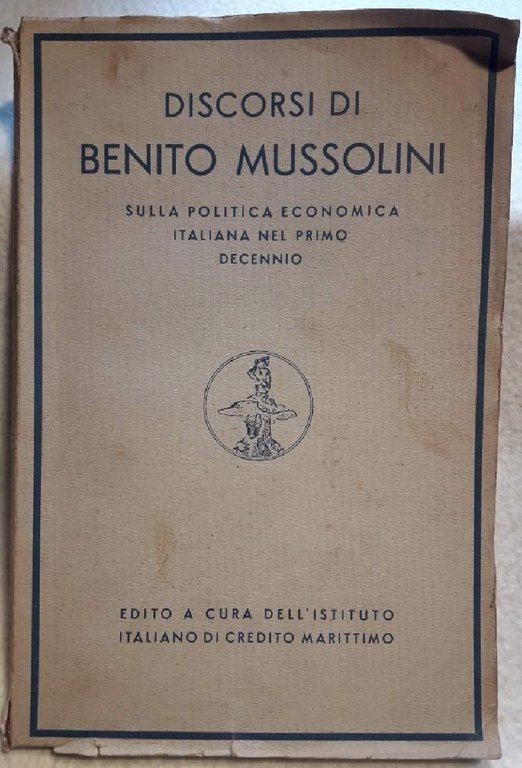 DISCORSI DI
BENITO MUSSOLINI
SULLA POLITICA ECONOMICA
ITALIANA NEL PRIMO
DECENNIO
EDITO A CURA DELL'ISTITUTO
ITALIANO DI CREDITO MARITTIMO